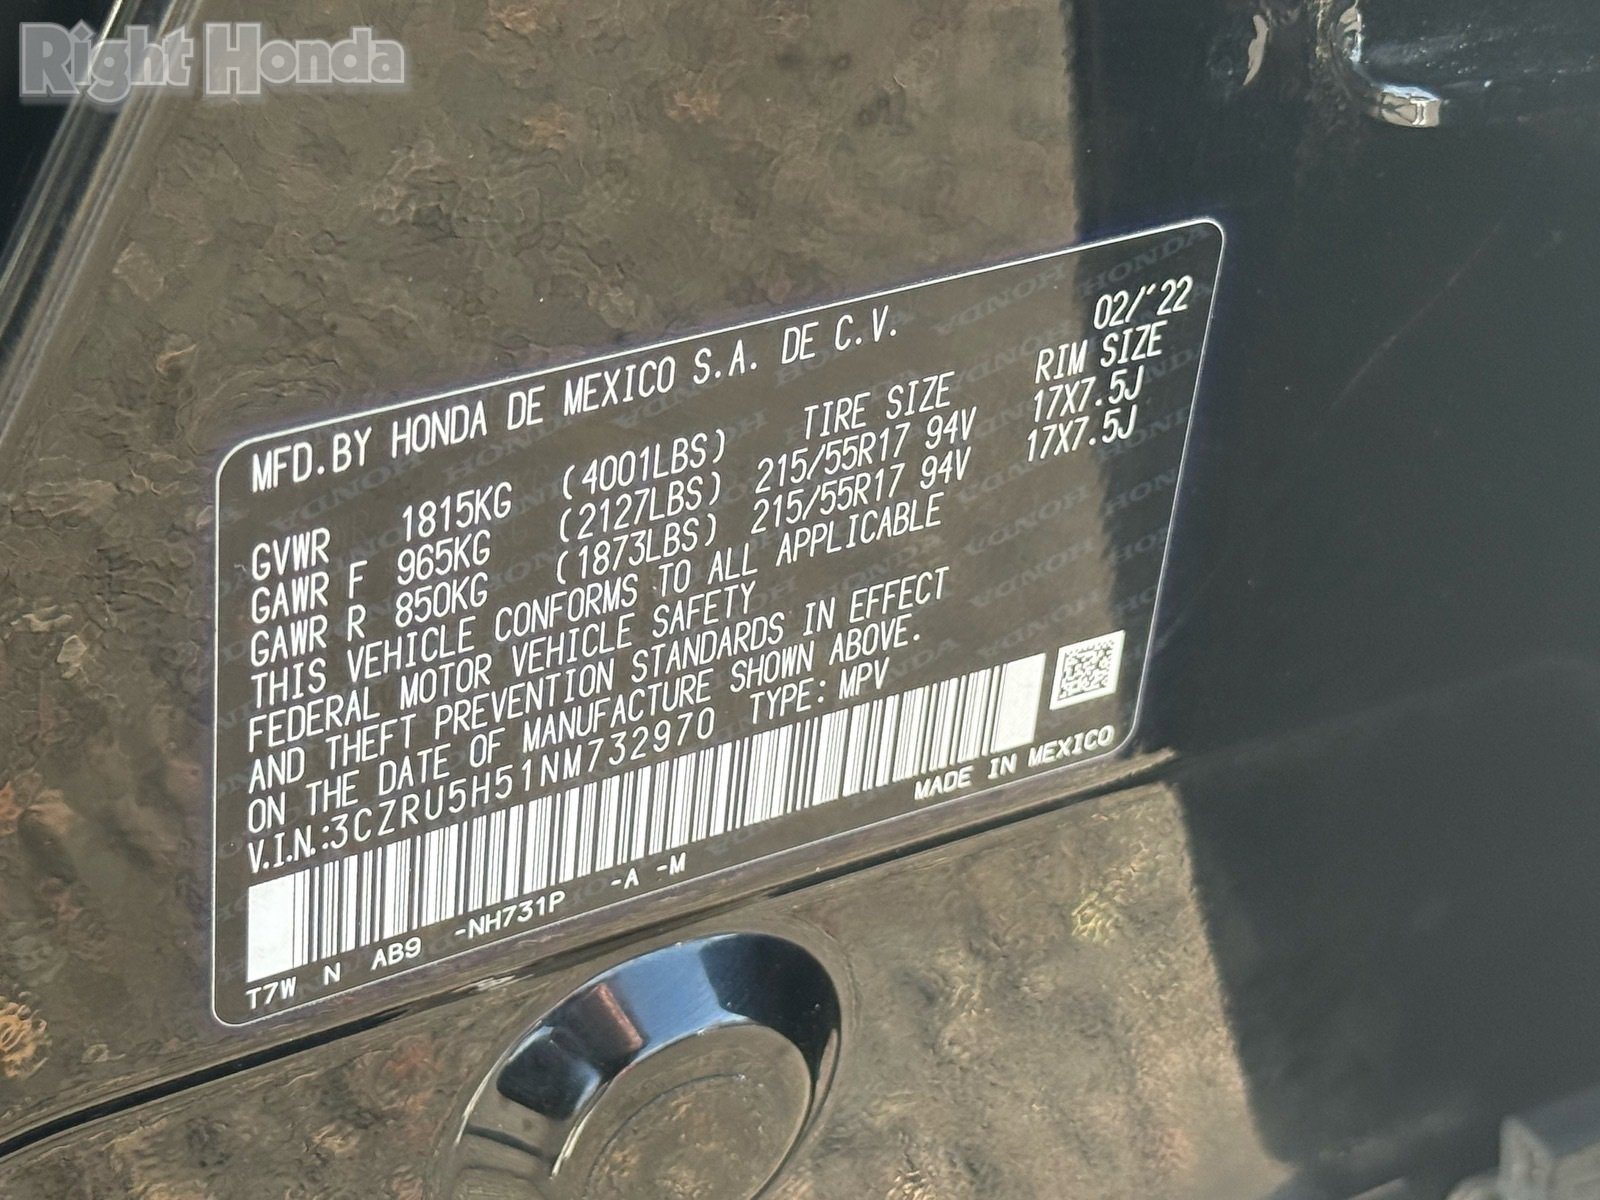 Right Honda
MFD.BY HONDA DE MEXICO S.A. DE C.V. 02/'22
TIRE SIZE RIM SIZE
GVWR 1815KG (4001LBS)
GAWR F 965KG (2127LBS) 215/55R17 94V 17X7.5J
GAWR R 850KG (1873LBS) 215/55R17 94V 17X7.5J
THIS VEHICLE CONFORMS TO ALL APPLICABLE
FEDERAL MOTOR VEHICLE SAFETY
AND THEFT PREVENTION STANDARDS IN EFFECT
ON THE DATE OF MANUFACTURE SHOWN ABOVE.
V.I.N.:3CZRU5H51NM732970 TYPE:MPV
MADE IN MEXICO
T7W N AB9 -NH731P -A -M